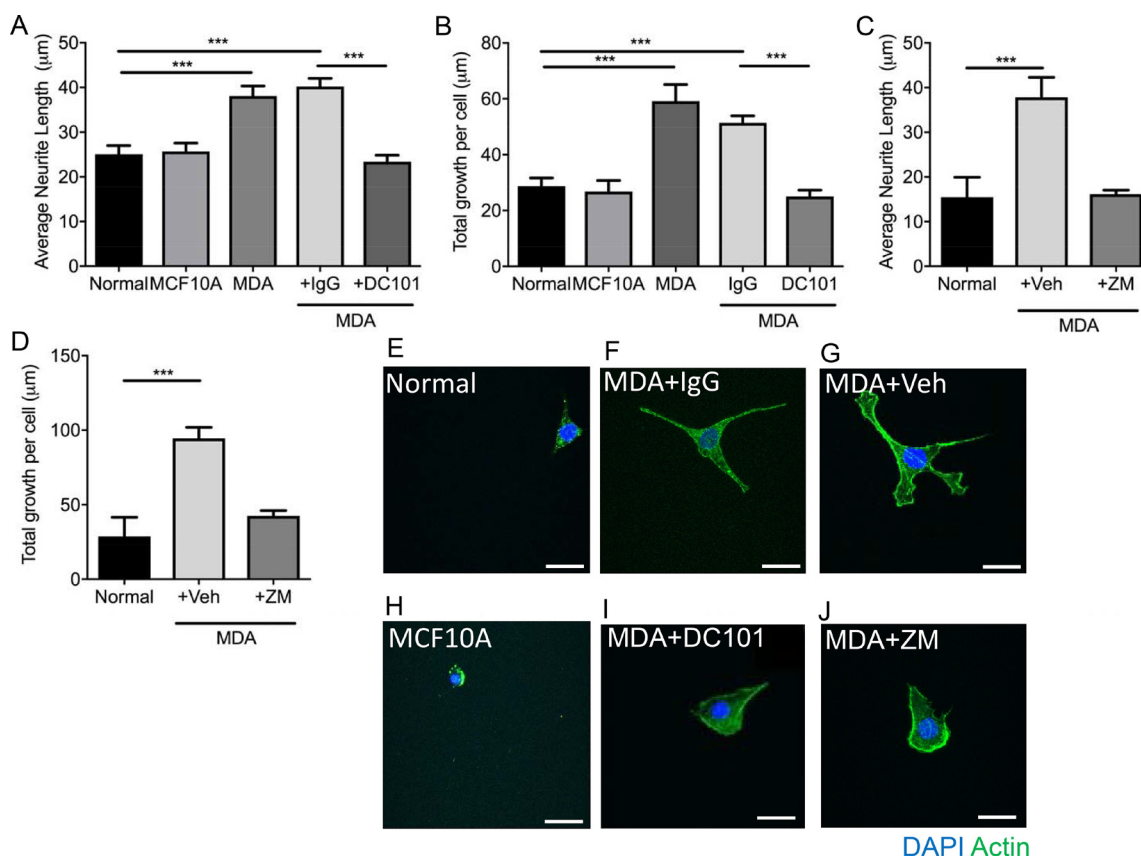 A
Average Neurite Length (μm)
50
40
30
20
10
0
***
***
***
Normal MCF10A MDA +IgG +DC101
MDA
B
Total growth per cell (μm)
80
60
40
20
0
***
***
***
Normal MCF10A MDA IgG DC101
MDA
C
Average Neurite Length (μm)
50
40
30
20
10
0
***
Normal +Veh +ZM
MDA
D
Total growth per cell (μm)
150
100
50
0
***
Normal +Veh +ZM
MDA
E
Normal
F
MDA+IgG
G
MDA+Veh
H
MCF10A
I
MDA+DC101
J
MDA+ZM
DAPI Actin